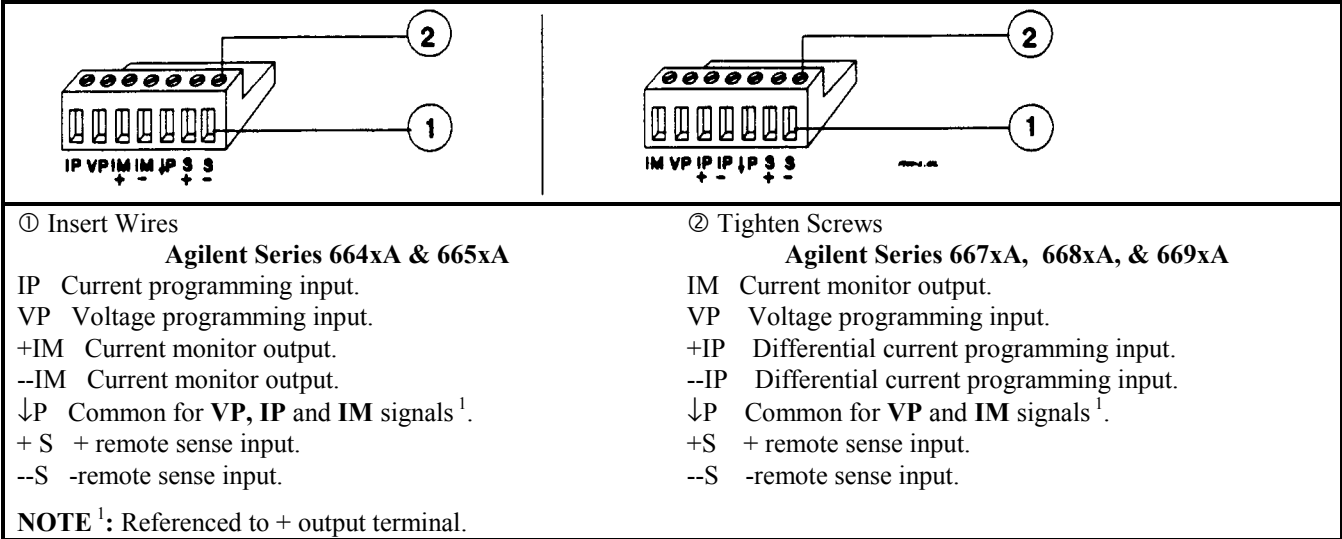 2
1
IP VP IM IM ↓P S S
+ - + -
2
1
IM VP IP IP ↓P S S
+ - + -
① Insert Wires
Agilent Series 664xA & 665xA
IP Current programming input.
VP Voltage programming input.
+IM Current monitor output.
--IM Current monitor output.
↓P Common for VP, IP and IM signals 1.
+ S + remote sense input.
--S -remote sense input.
NOTE 1: Referenced to + output terminal.
② Tighten Screws
Agilent Series 667xA, 668xA, & 669xA
IM Current monitor output.
VP Voltage programming input.
+IP Differential current programming input.
--IP Differential current programming input.
↓P Common for VP and IM signals 1.
+S + remote sense input.
--S -remote sense input.